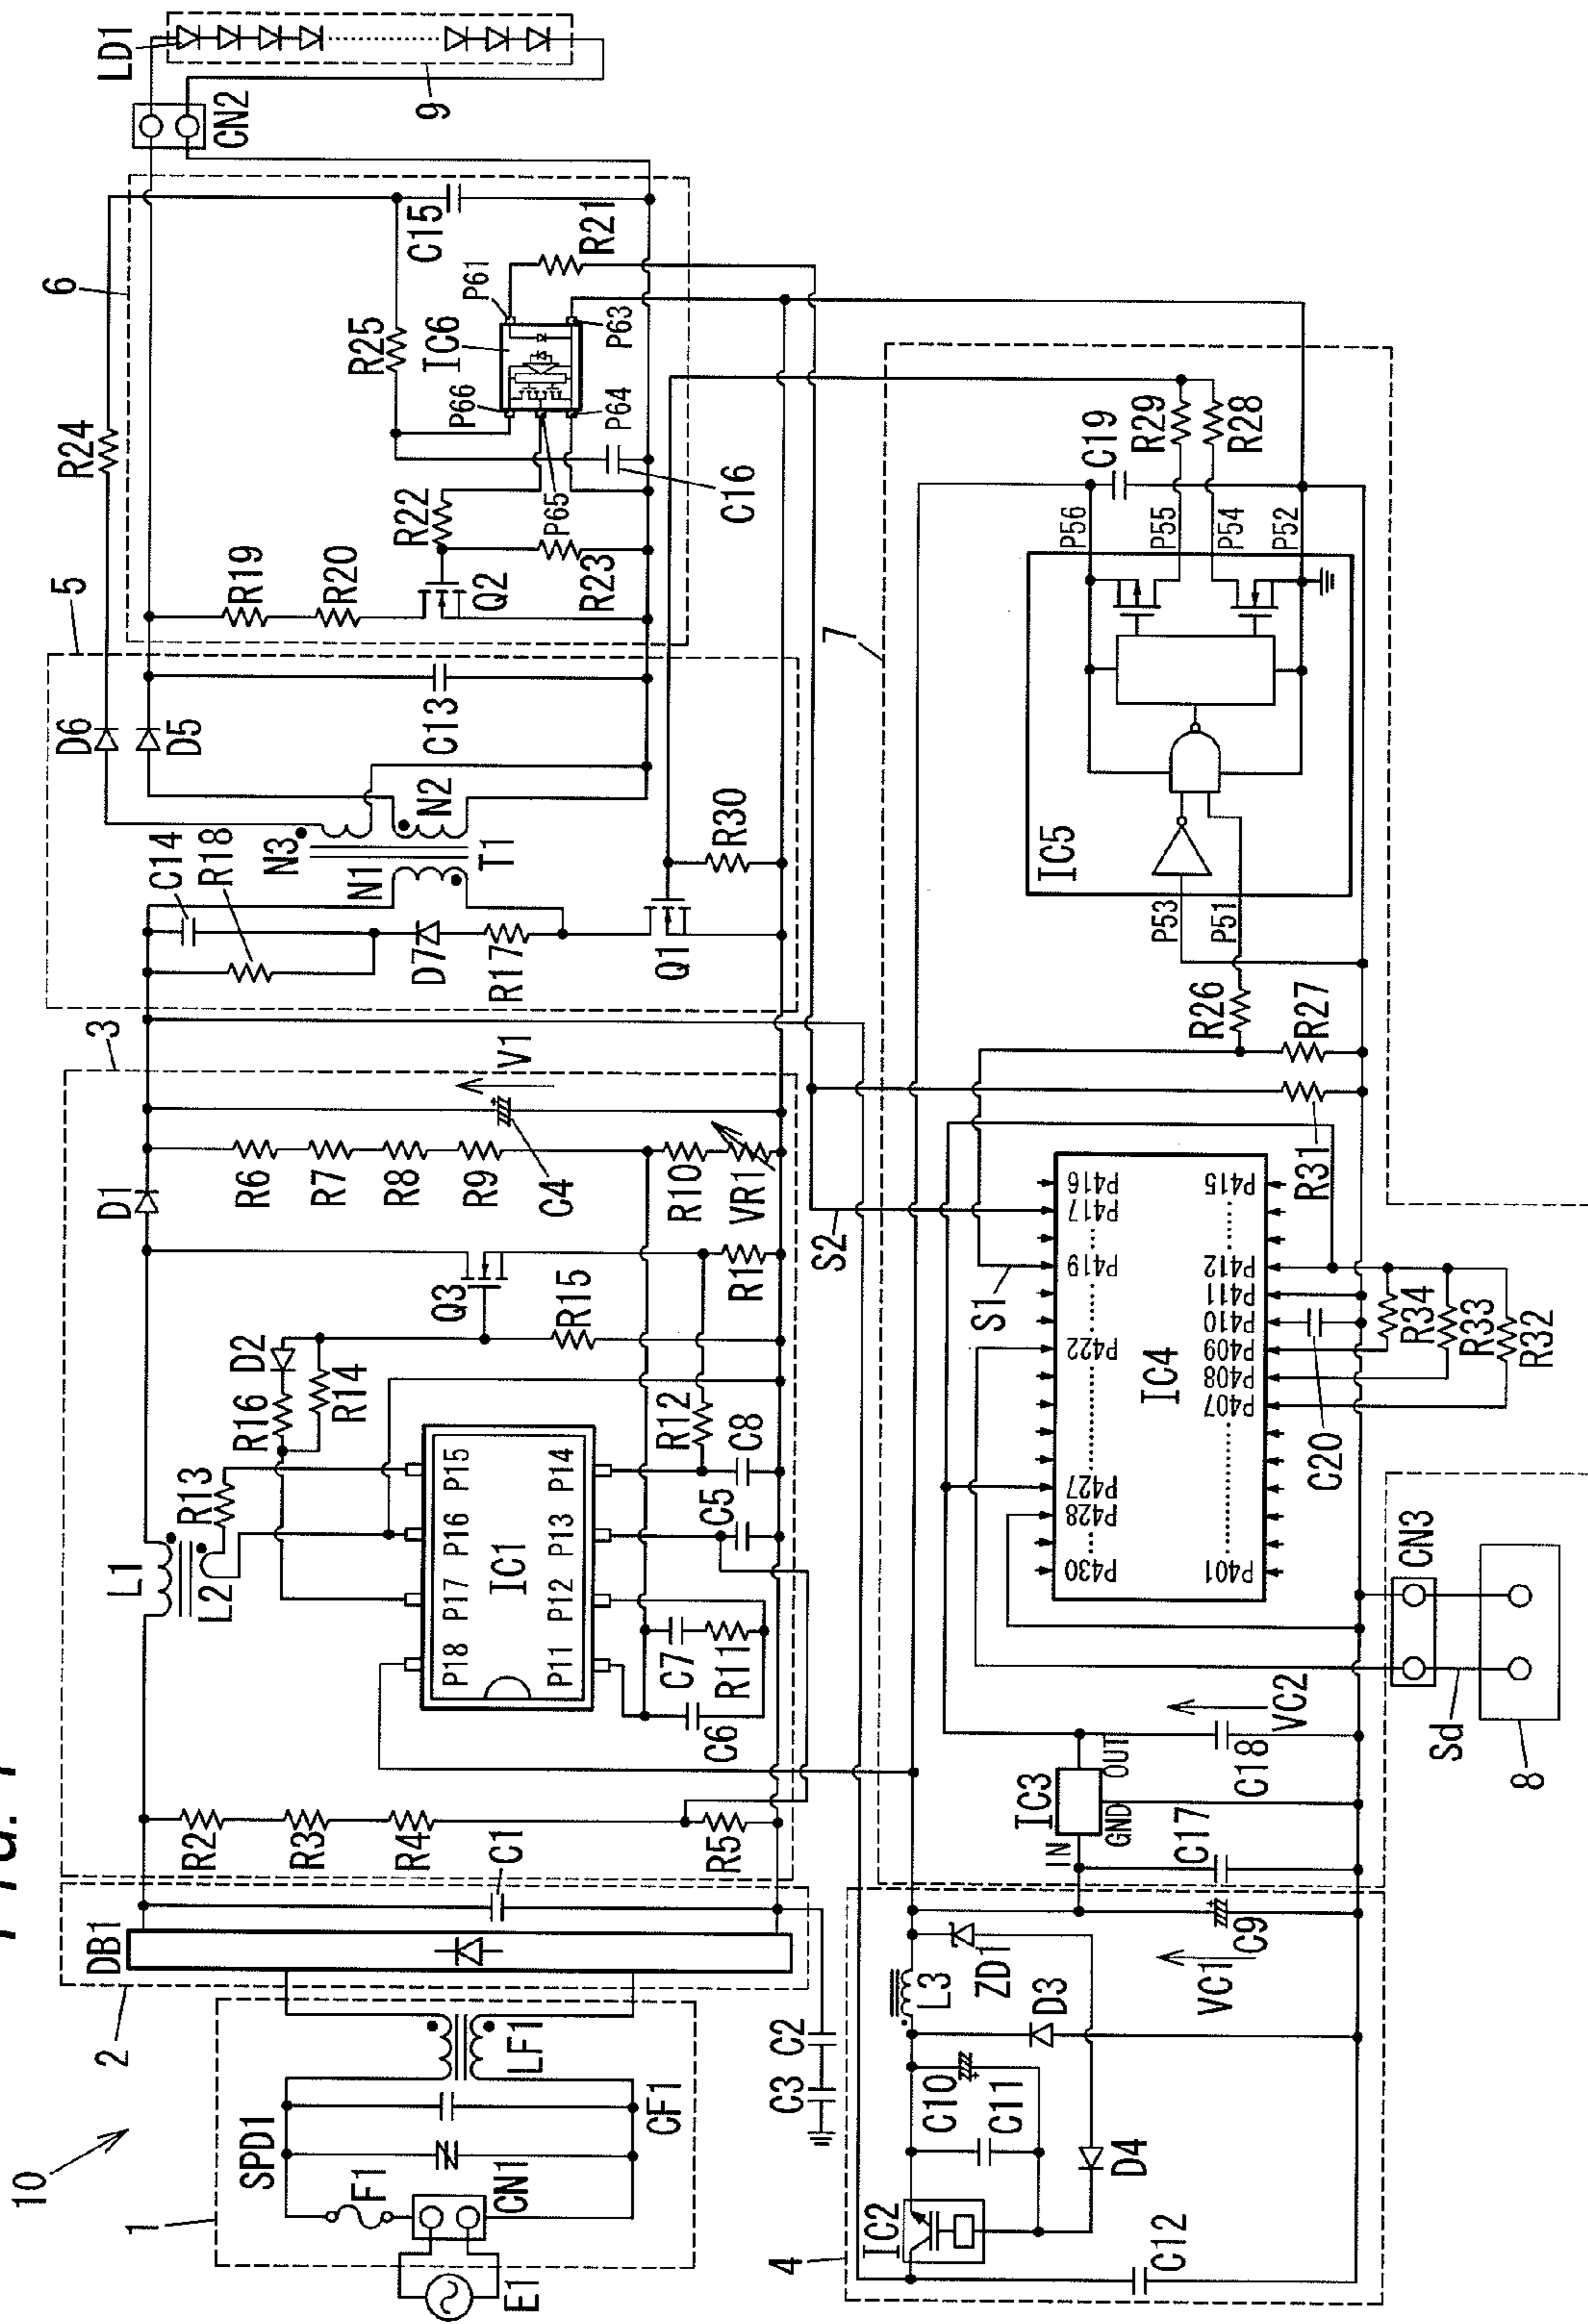 FIG. 1
10
1
E1
CN1
F1
SPD1
CF1
LF1
2
DB1
C1
C2
C3
3
R2
R3
R4
R5
L1
L2
R13
R16
D2
R14
P18
P17
P16
P15
IC1
P11
P12
P13
P14
C6
C7
R11
C5
C8
R12
R15
Q3
R1
D1
R6
R7
R8
R9
R10
VR1
C4
V1
5
C14
R18
D7
R17
N1
N3
N2
T1
Q1
R30
D6
D5
C13
6
R19
R20
Q2
R22
R23
R24
R25
IC6
P66
P65
P64
P61
P63
C16
C15
R21
CN2
LD1
9
4
IC2
C12
C10
C11
D4
D3
L3
ZD1
VC1
C9
7
IC3
IN
OUT
GND
C17
C18
VC2
S1
S2
IC4
P430
P428
P427
P422
P419
P417
P416
P401
P407
P408
P409
P410
P411
P412
P415
C20
R34
R33
R32
R31
R27
R26
IC5
P53
P51
P56
P55
P54
P52
C19
R29
R28
CN3
Sd
8